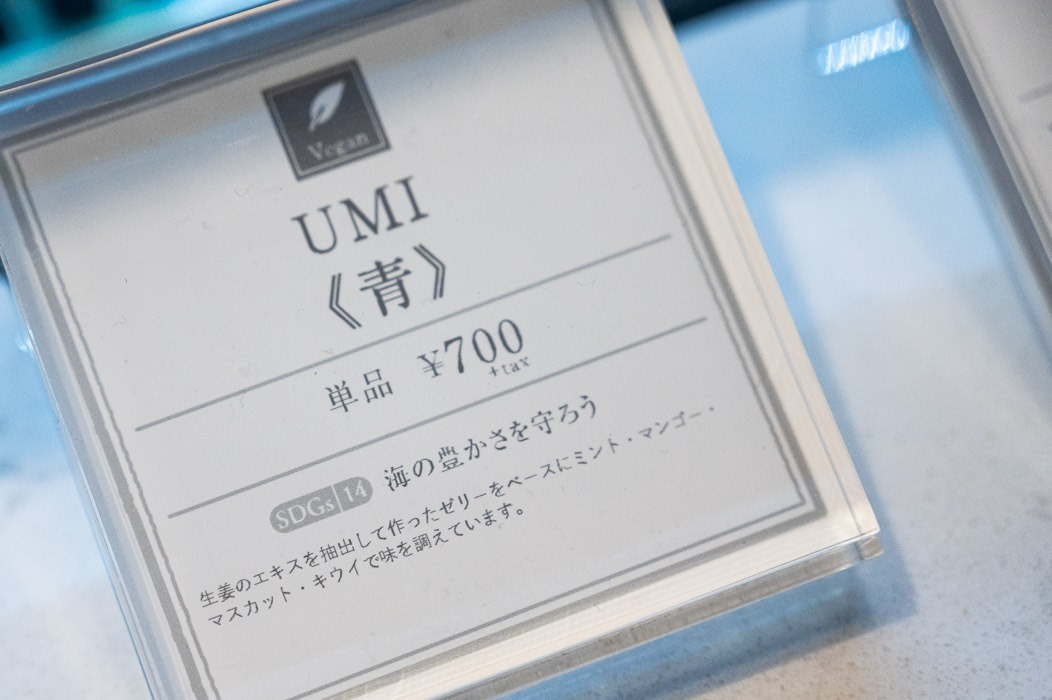 Vegan
UMI
《青》
単品 ¥700
+tax
SDGs 14 海の豊かさを守ろう
生姜のエキスを抽出して作ったゼリーをベースにミント・マンゴー・
マスカット・キウイで味を調えています。